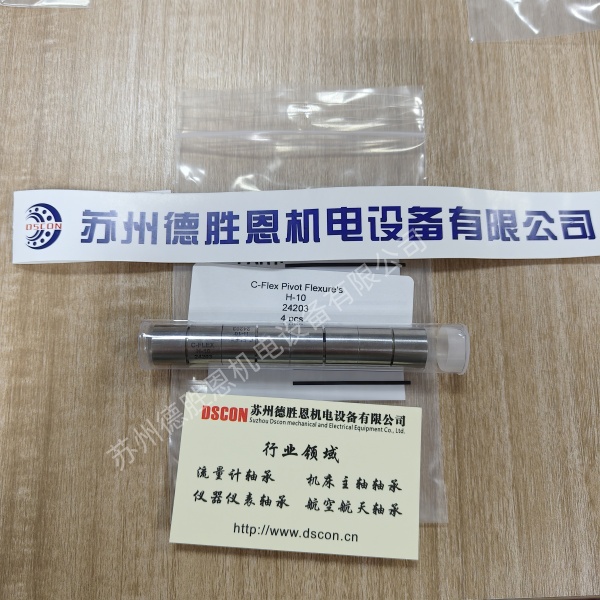 DSCON 苏州德胜恩机电设备有限公司
C-Flex Pivot Flexure's
H-10
24203
4 pcs
C-FLEX
H-10
24203
DSCON 苏州德胜恩机电设备有限公司
Suzhou Dscon mechanical and Electrical Equipment Co., Ltd.
行业领域
流量计轴承 机床主轴轴承
仪器仪表轴承 航空航天轴承
http://www.dscon.cn
苏州德胜恩机电设备有限公司